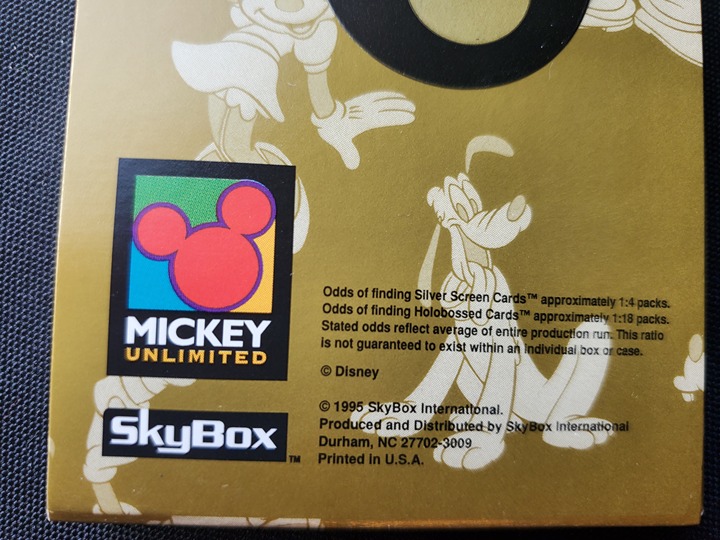 MICKEY
UNLIMITED
SkyBox
TM
Odds of finding Silver Screen Cards™ approximately 1:4 packs.
Odds of finding Holobossed Cards™ approximately 1:18 packs.
Stated odds reflect average of entire production run. This ratio
is not guaranteed to exist within an individual box or case.
© Disney
© 1995 SkyBox International.
Produced and Distributed by SkyBox International
Durham, NC 27702-3009
Printed in U.S.A.